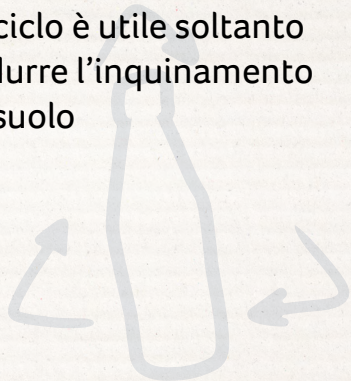 ciclo è utile soltanto
durre l’inquinamento
suolo